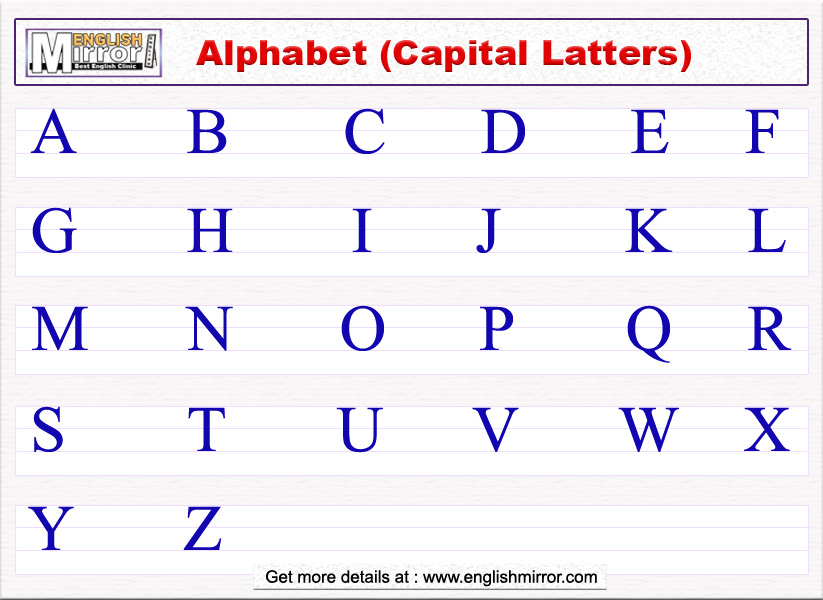 ENGLISH
Mirror
Best English Clinic
Alphabet (Capital Latters)
A B C D E F
G H I J K L
M N O P Q R
S T U V W X
Y Z
Get more details at : www.englishmirror.com